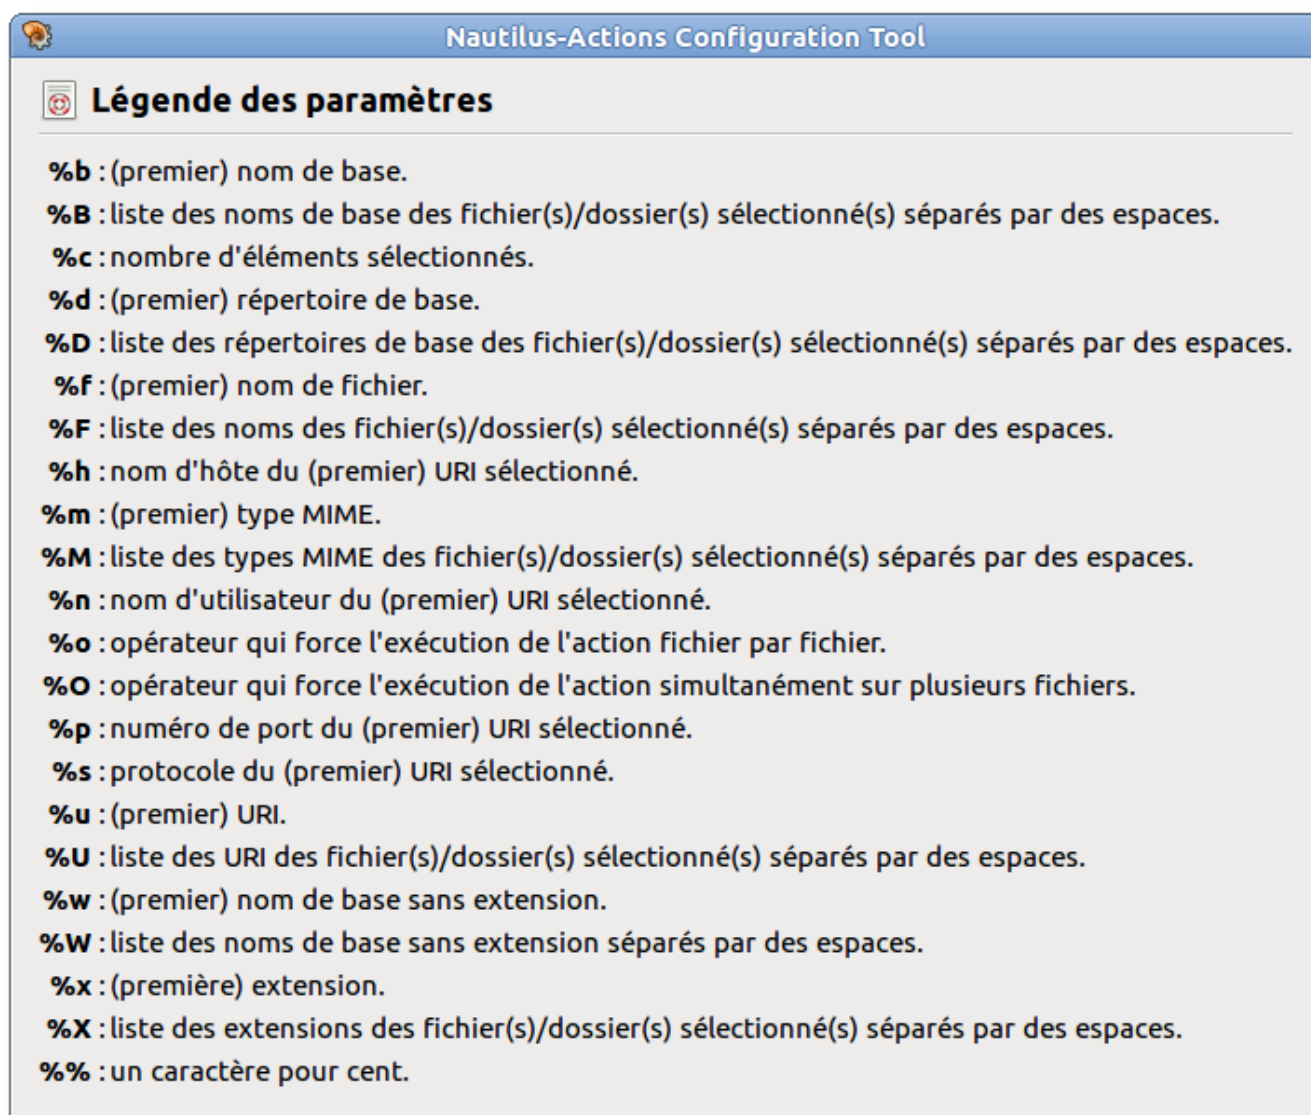 Nautilus-Actions Configuration Tool
Légende des paramètres
%b : (premier) nom de base.
%B : liste des noms de base des fichier(s)/dossier(s) sélectionné(s) séparés par des espaces.
%c : nombre d'éléments sélectionnés.
%d : (premier) répertoire de base.
%D : liste des répertoires de base des fichier(s)/dossier(s) sélectionné(s) séparés par des espaces.
%f : (premier) nom de fichier.
%F : liste des noms des fichier(s)/dossier(s) sélectionné(s) séparés par des espaces.
%h : nom d'hôte du (premier) URI sélectionné.
%m : (premier) type MIME.
%M : liste des types MIME des fichier(s)/dossier(s) sélectionné(s) séparés par des espaces.
%n : nom d'utilisateur du (premier) URI sélectionné.
%o : opérateur qui force l'exécution de l'action fichier par fichier.
%O : opérateur qui force l'exécution de l'action simultanément sur plusieurs fichiers.
%p : numéro de port du (premier) URI sélectionné.
%s : protocole du (premier) URI sélectionné.
%u : (premier) URI.
%U : liste des URI des fichier(s)/dossier(s) sélectionné(s) séparés par des espaces.
%w : (premier) nom de base sans extension.
%W : liste des noms de base sans extension séparés par des espaces.
%x : (première) extension.
%X : liste des extensions des fichier(s)/dossier(s) sélectionné(s) séparés par des espaces.
%% : un caractère pour cent.